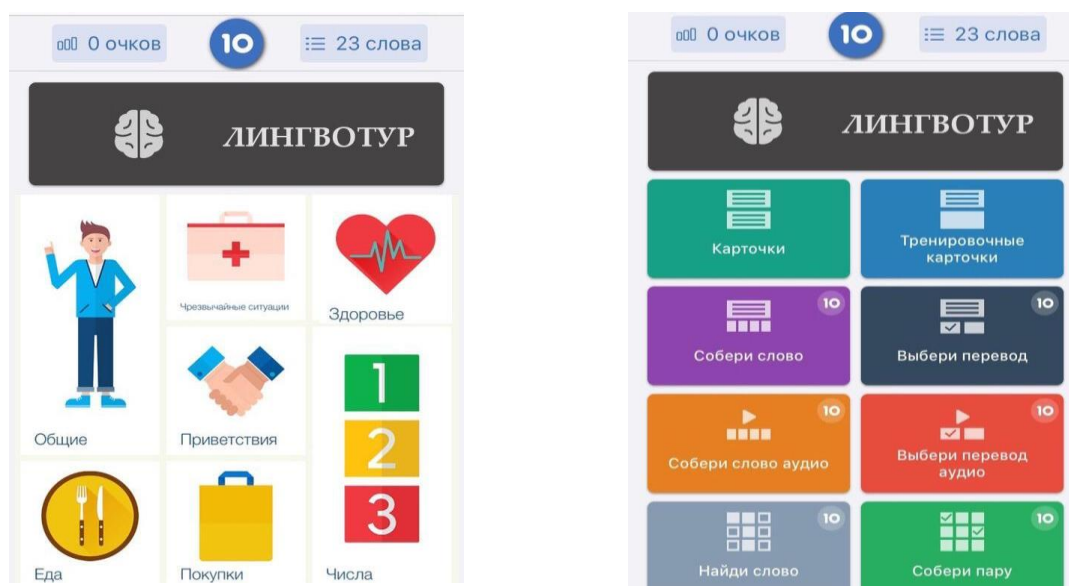 0 очков
10
23 слова
ЛИНГВОТУР
Чрезвычайные ситуации
Здоровье
Общие
Приветствия
1
2
3
Еда
Покупки
Числа
0 очков
10
23 слова
ЛИНГВОТУР
Карточки
Тренировочные
карточки
10
Собери слово
10
Выбери перевод
10
Собери слово аудио
10
Выбери перевод
аудио
10
Найди слово
10
Собери пару